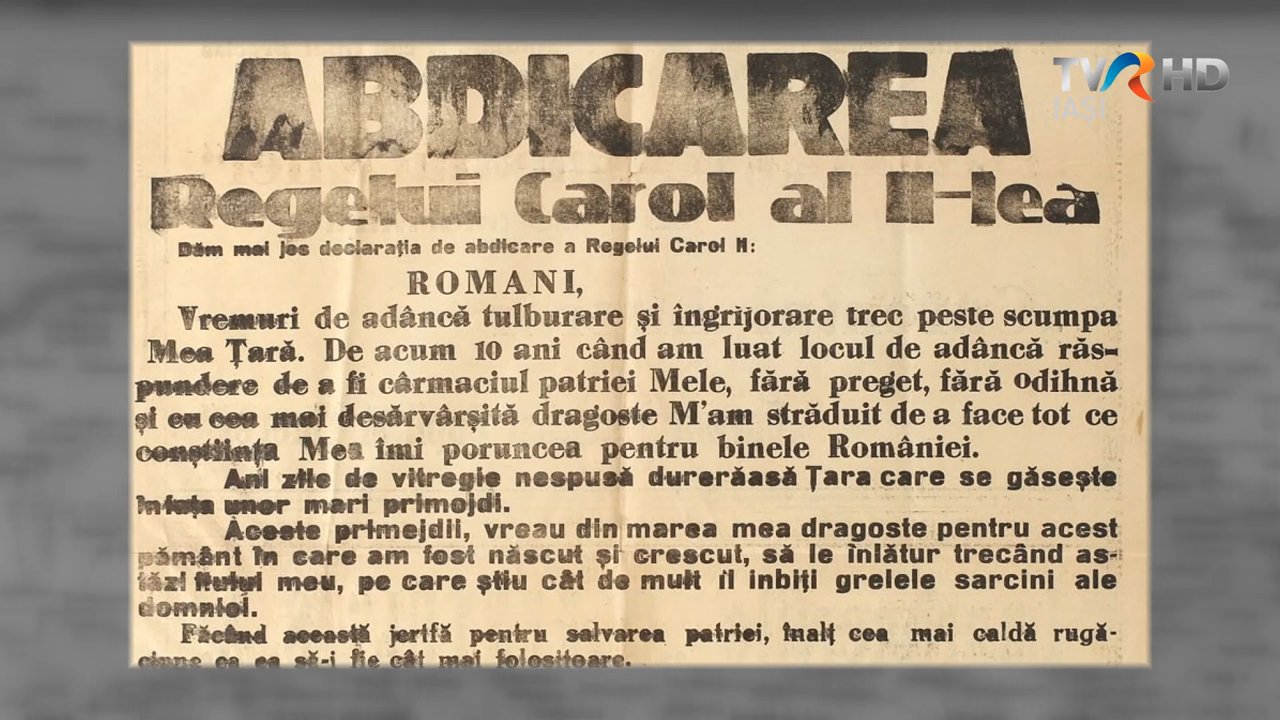 ABDICAREA
TVR HD
IAȘI
Regelui Carol al II-lea
Dăm mai jos declarația de abdicare a Regelui Carol II:
ROMANI,
Vremuri de adâncă tulburare și îngrijorare trec peste scumpa
Mea Țară. De acum 10 ani când am luat locul de adâncă răs-
pundere de a fi cârmaciul patriei Mele, fără preget, fără odihnă
și cu cea mai desărvârșită dragoste M'am străduit de a face tot ce
conștiința Mea îmi poruncea pentru binele României.
Ani zile de vitregie nespusă durerăasă Țara care se găsește
înfața unor mari primojdi.
Aceste primejdii, vreau din marea mea dragoste pentru acest
pământ în care am fost născut și crescut, să le înlătur trecând as-
tăzi fiului meu, pe care știu cât de mult îl inbiți grelele sarcini ale
domniei.
Făcând această jerifă pentru salvarea patriei, înalț cea mai caldă rugă-
ciune ca ea să-i fie cât mai folositoare.